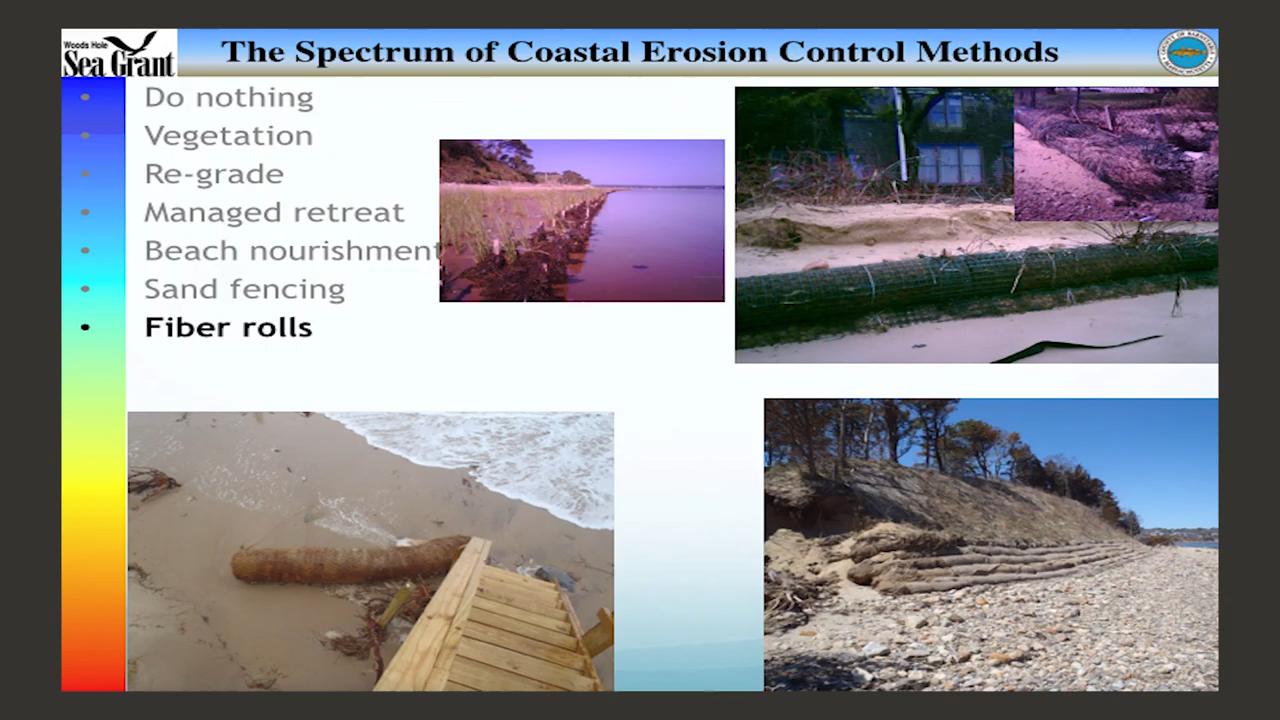 Woods Hole
Sea Grant
The Spectrum of Coastal Erosion Control Methods
• Do nothing
• Vegetation
• Re-grade
• Managed retreat
• Beach nourishment
• Sand fencing
• Fiber rolls